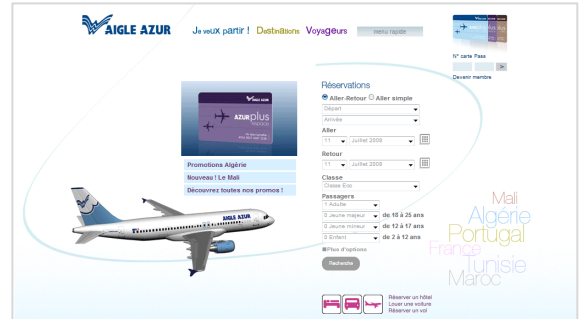 AIGLE AZUR
Je veux partir ! Destinations Voyageurs
menu rapide
N° carte Pass
>
Devenir membre
AIGLE AZUR
AZUR plus
espace
Promotions Algérie
Nouveau ! Le Mali
Découvrez toutes nos promos !
AIGLE AZUR
Réservations
Aller-Retour Aller simple
Départ
Arrivée
Aller
11 Juillet 2009
Retour
11 Juillet 2009
Classe
Classe Eco
Passagers
1 Adulte
0 Jeune majeur de 18 à 25 ans
0 Jeune mineur de 12 à 17 ans
0 Enfant de 2 à 12 ans
Plus d'options
Recherche
Réserver un hôtel
Louer une voiture
Réserver un vol
Mali
Algérie
Portugal
France
Tunisie
Maroc